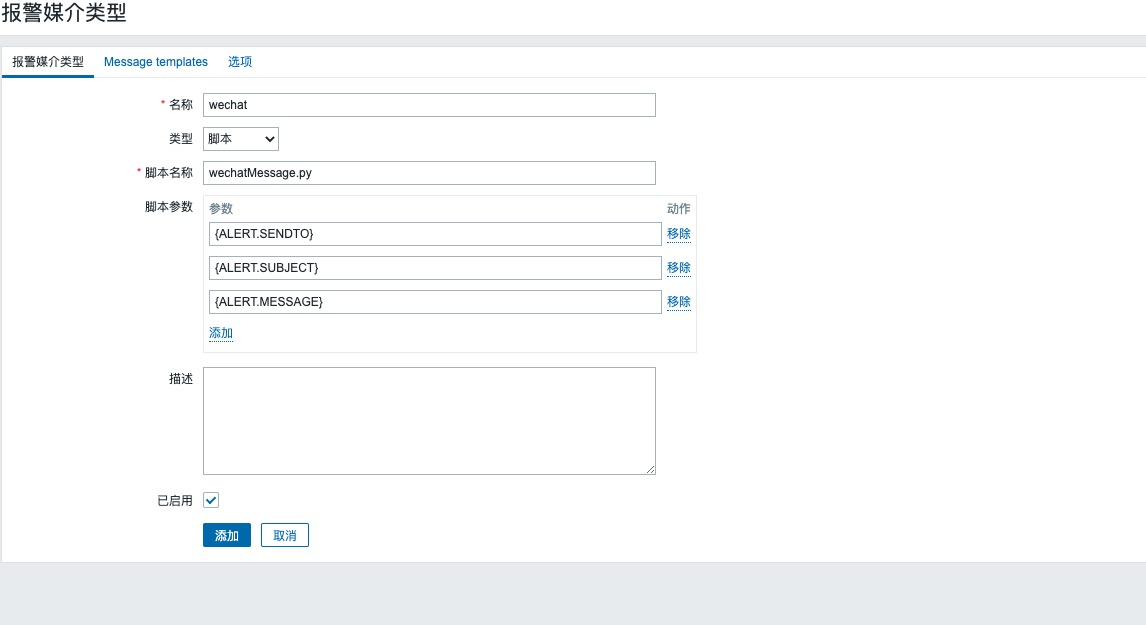 报警媒介类型
报警媒介类型 Message templates 选项
* 名称 wechat
类型 脚本
* 脚本名称 wechatMessage.py
脚本参数 参数 动作
{ALERT.SENDTO} 移除
{ALERT.SUBJECT} 移除
{ALERT.MESSAGE} 移除
添加
描述
已启用
添加 取消